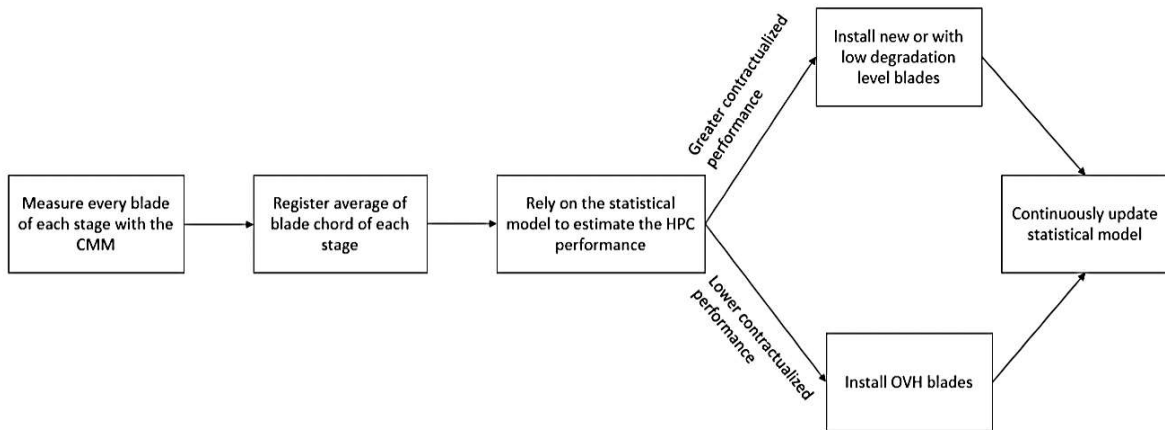 Measure every blade
of each stage with the
CMM
Register average of
blade chord of each
stage
Rely on the statistical
model to estimate the HPC
performance
Greater contractualized
performance
Lower contractualized
performance
Install new or with
low degradation
level blades
Install OVH blades
Continuously update
statistical model